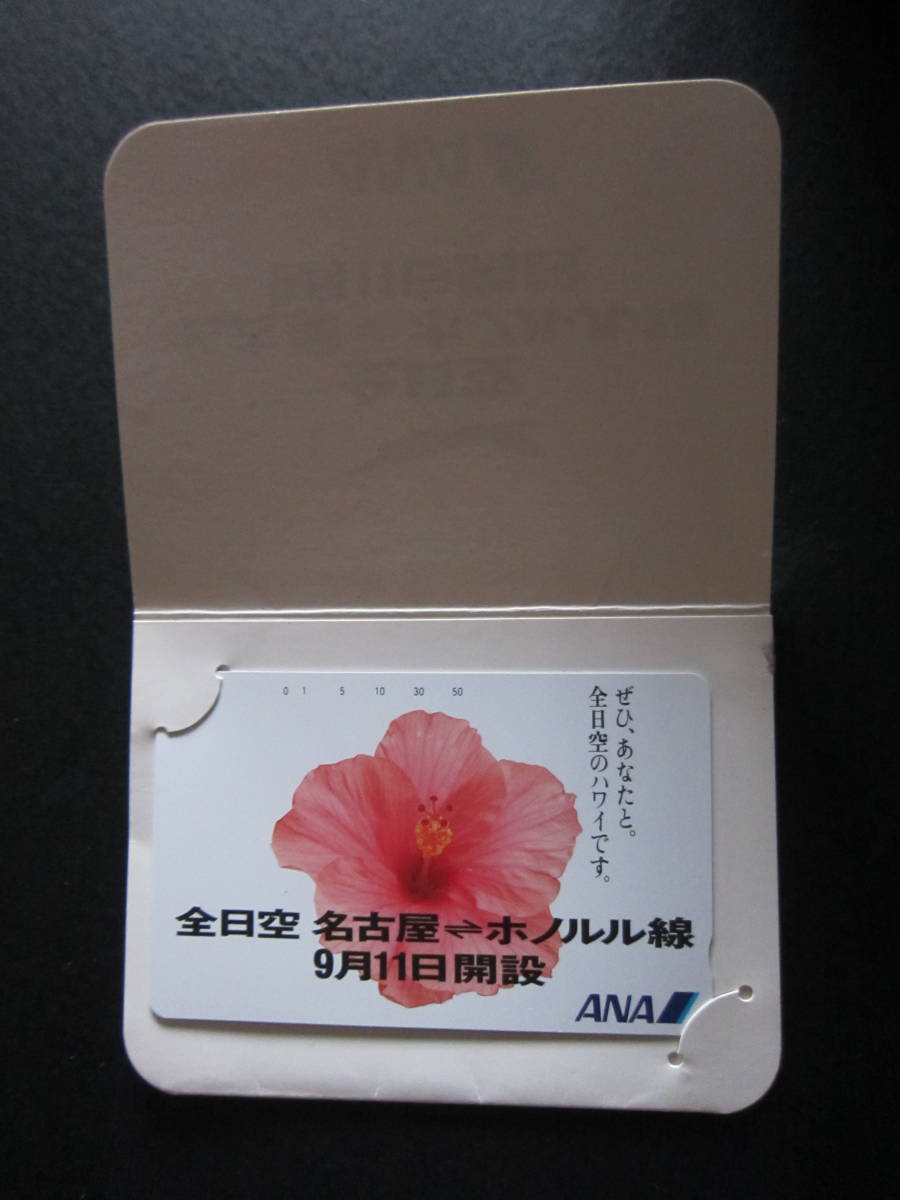 0 1 5 10 30 50
ぜひ、あなたと。
全日空のハワイです。
全日空 名古屋⇌ホノルル線
9月11日開設
ANA